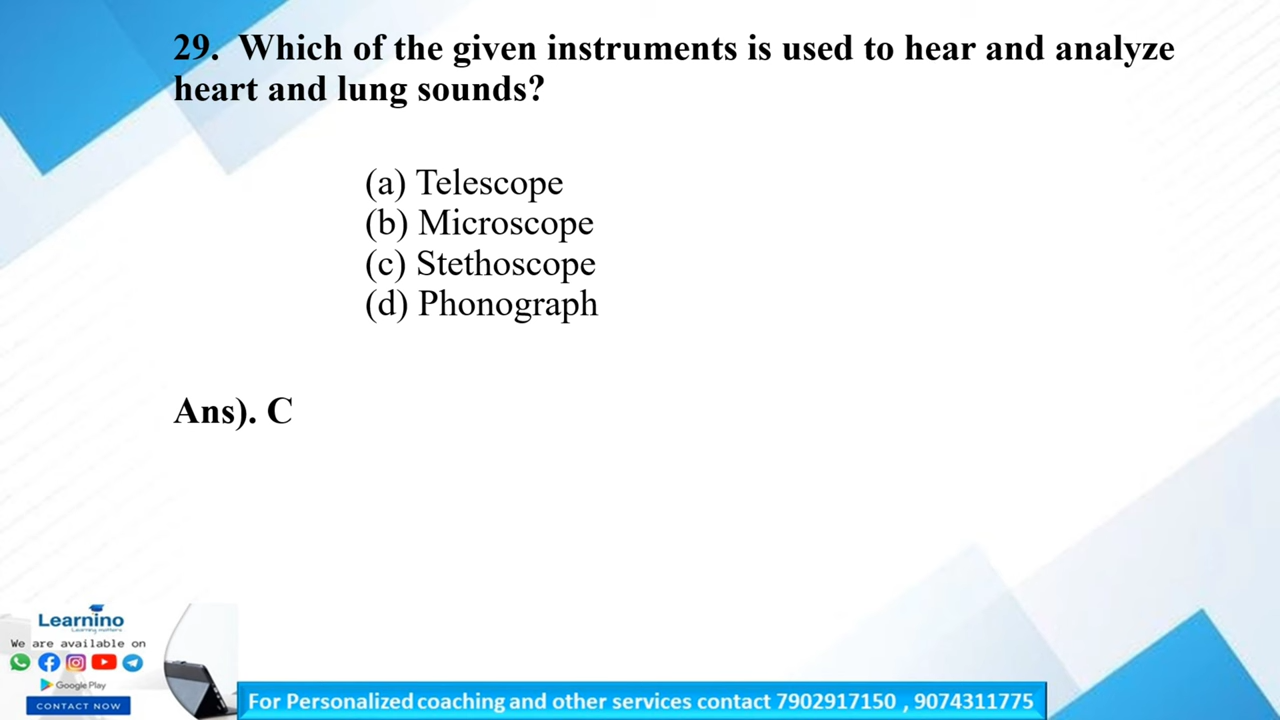 29. Which of the given instruments is used to hear and analyze
heart and lung sounds?
(a) Telescope
(b) Microscope
(c) Stethoscope
(d) Phonograph
Ans). C
Learnino
Learning matters
We are available on
Google Play
CONTACT NOW
For Personalized coaching and other services contact 7902917150 , 9074311775